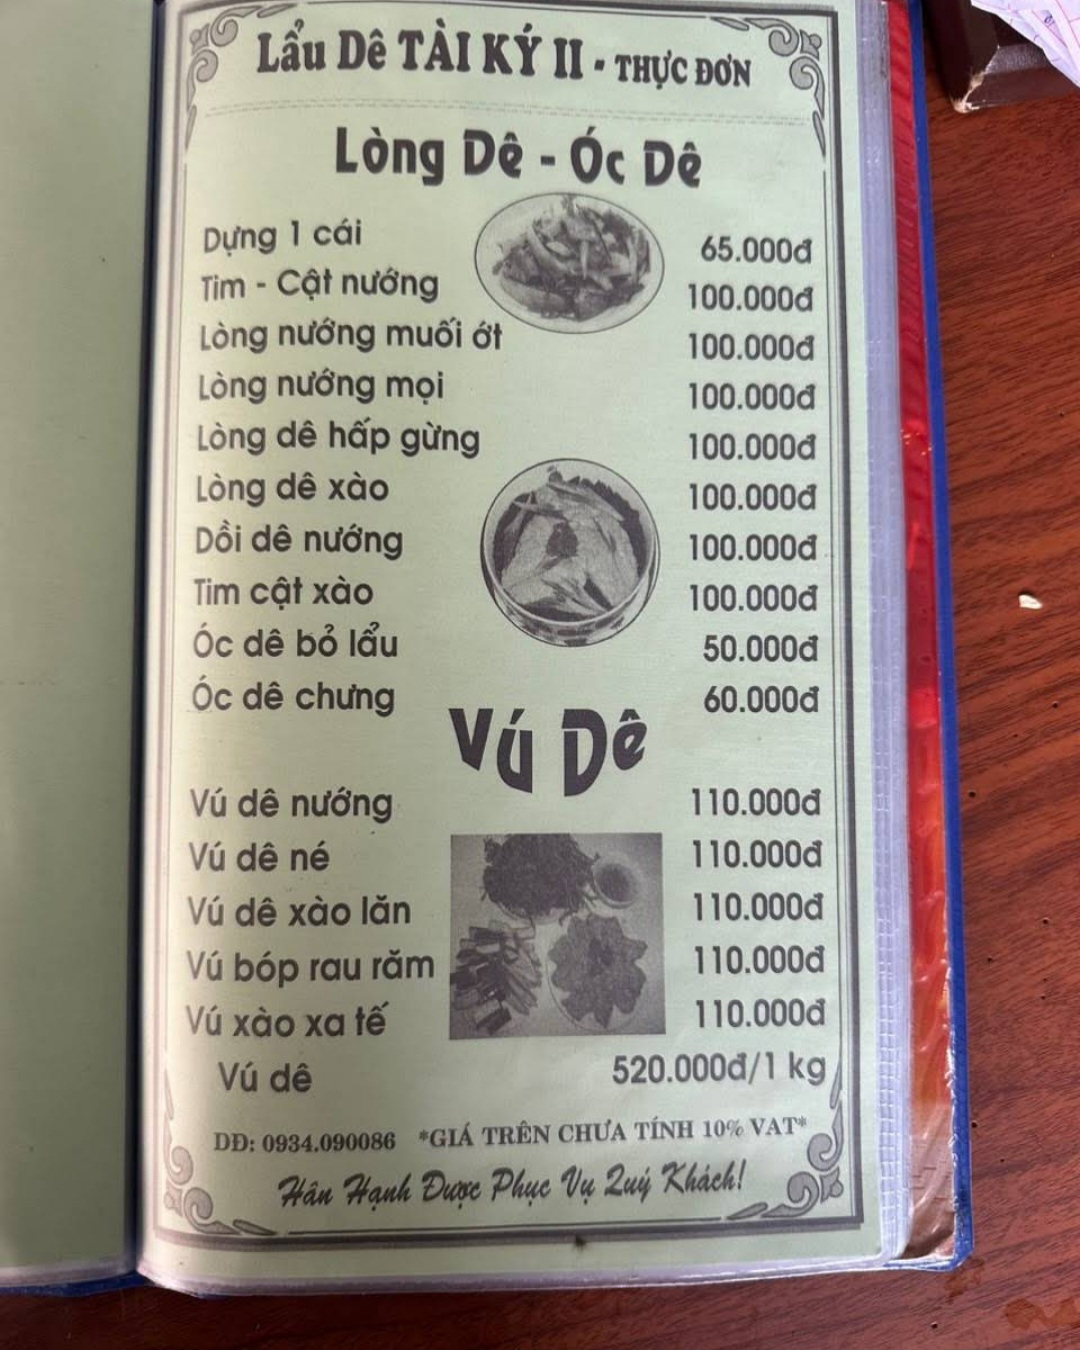 Lẩu Dê TÀI KÝ II - THỰC ĐƠN
Lòng Dê - Óc Dê
Dựng 1 cái 65.000đ
Tim - Cật nướng 100.000đ
Lòng nướng muối ớt 100.000đ
Lòng nướng mọi 100.000đ
Lòng dê hấp gừng 100.000đ
Lòng dê xào 100.000đ
Dồi dê nướng 100.000đ
Tim cật xào 100.000đ
Óc dê bỏ lẩu 50.000đ
Óc dê chưng 60.000đ
Vú Dê
Vú dê nướng 110.000đ
Vú dê né 110.000đ
Vú dê xào lăn 110.000đ
Vú bóp rau răm 110.000đ
Vú xào xa tế 110.000đ
Vú dê 520.000đ/1 kg
DĐ: 0934.090086 *GIÁ TRÊN CHƯA TÍNH 10% VAT*
Hân Hạnh Được Phục Vụ Quý Khách!